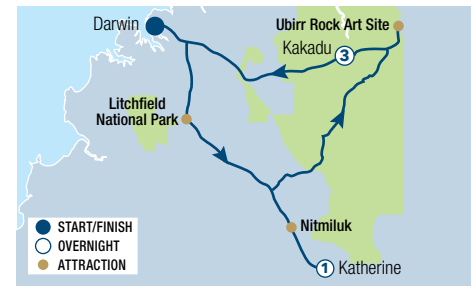 Darwin
Ubirr Rock Art Site
Kakadu
3
Litchfield
National Park
Nitmiluk
1 Katherine
START/FINISH
OVERNIGHT
ATTRACTION